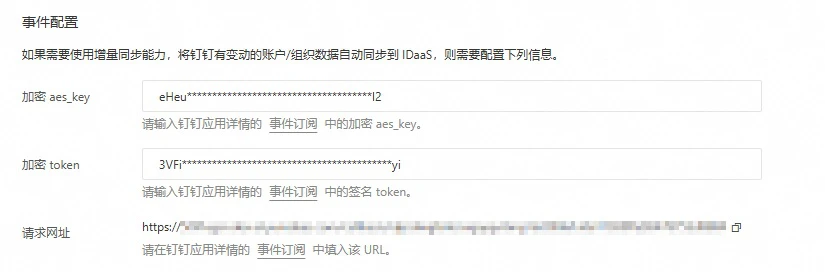 事件配置
如果需要使用增量同步能力，将钉钉有变动的账户/组织数据自动同步到 IDaaS，则需要配置下列信息。
加密 aes_key
eHeu*************************************l2
请输入钉钉应用详情的 事件订阅 中的加密 aes_key。
加密 token
3VFi******************************************yi
请输入钉钉应用详情的 事件订阅 中的签名 token。
请求网址
https://
请在钉钉应用详情的 事件订阅 中填入该 URL。